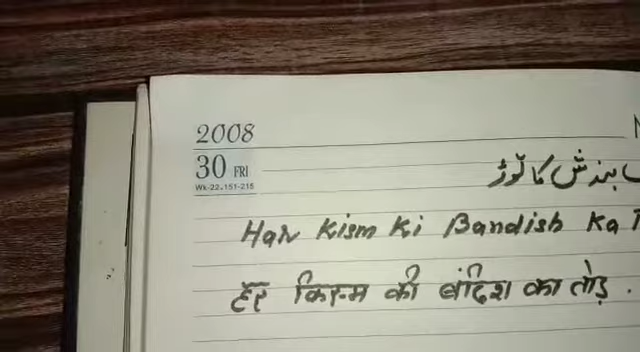 2008
30 FRI
Wk-22.151-215
بندش کا توڑ
Har Kism Ki Bandish Ka T
हर किस्म की बंदिश का तोड़ .